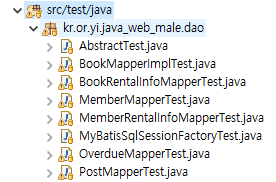 src/test/java
kr.or.yi.java_web_male.dao
AbstractTest.java
BookMapperImplTest.java
BookRentalInfoMapperTest.java
MemberMapperTest.java
MemberRentalInfoMapperTest.java
MyBatisSqlSessionFactoryTest.java
OverdueMapperTest.java
PostMapperTest.java